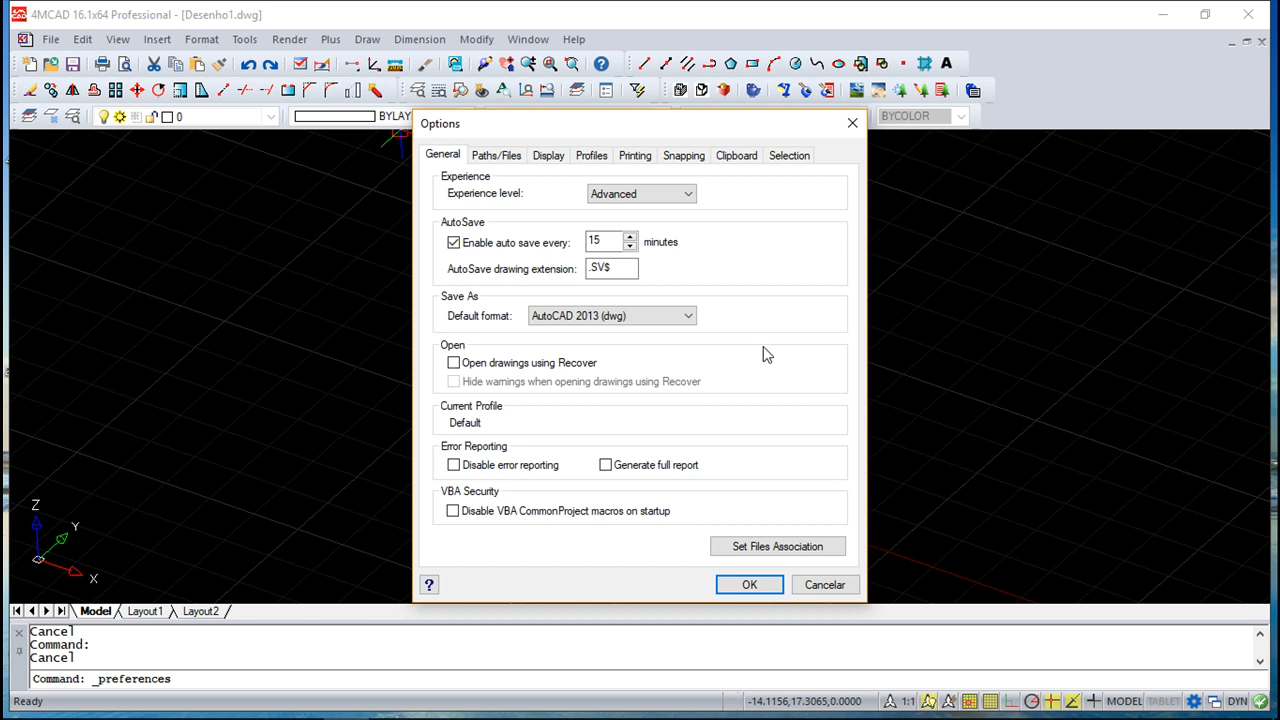 4MCAD 16.1x64 Professional - [Desenho1.dwg]
File Edit View Insert Format Tools Render Plus Draw Dimension Modify Window Help
0 BYLAY BYCOLOR
Options
General Paths/Files Display Profiles Printing Snapping Clipboard Selection
Experience
Experience level: Advanced
AutoSave
Enable auto save every: 15 minutes
AutoSave drawing extension: .SV$
Save As
Default format: AutoCAD 2013 (dwg)
Open
Open drawings using Recover
Hide warnings when opening drawings using Recover
Current Profile
Default
Error Reporting
Disable error reporting Generate full report
VBA Security
Disable VBA CommonProject macros on startup
Set Files Association
? OK Cancelar
Z
Y
X
Model Layout1 Layout2
Cancel
Command:
Cancel
Command: _preferences
Ready -14.1156,17.3065,0.0000 1:1 MODEL TABLET DYN